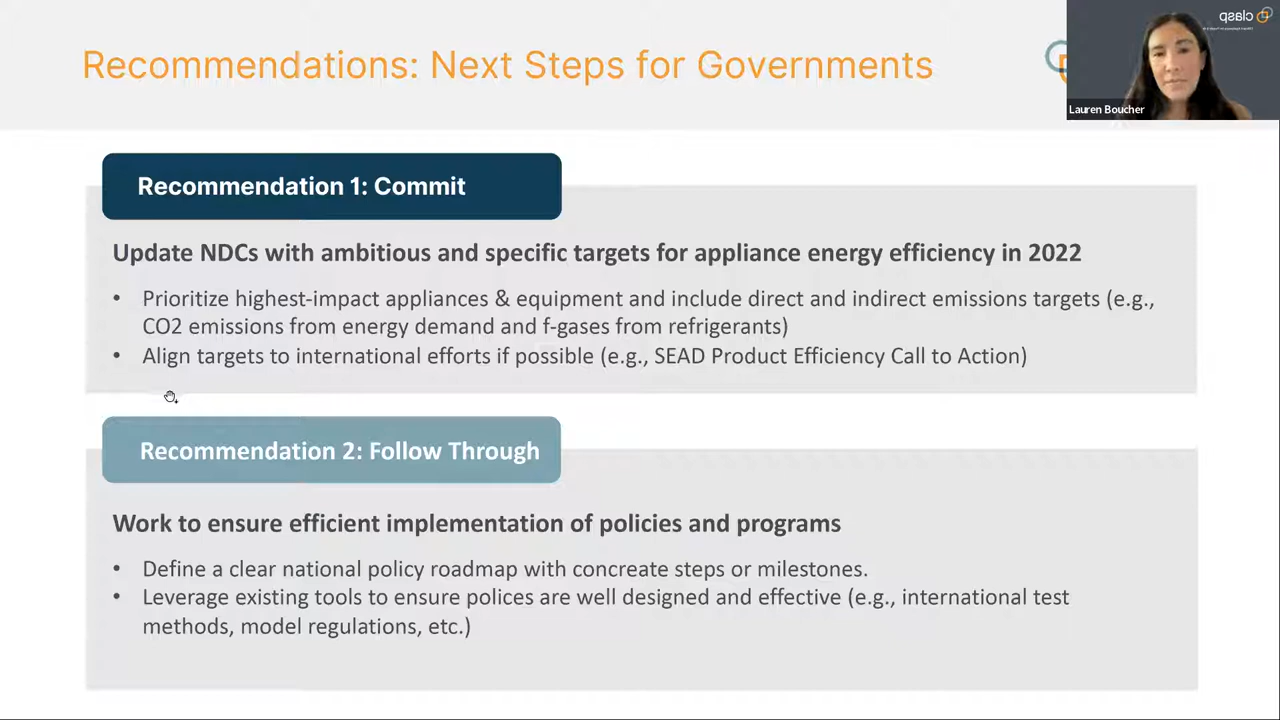 Recommendations: Next Steps for Governments
clasp
Lauren Boucher
Recommendation 1: Commit
Update NDCs with ambitious and specific targets for appliance energy efficiency in 2022
• Prioritize highest-impact appliances & equipment and include direct and indirect emissions targets (e.g.,
CO2 emissions from energy demand and f-gases from refrigerants)
• Align targets to international efforts if possible (e.g., SEAD Product Efficiency Call to Action)
Recommendation 2: Follow Through
Work to ensure efficient implementation of policies and programs
• Define a clear national policy roadmap with concreate steps or milestones.
• Leverage existing tools to ensure polices are well designed and effective (e.g., international test
methods, model regulations, etc.)